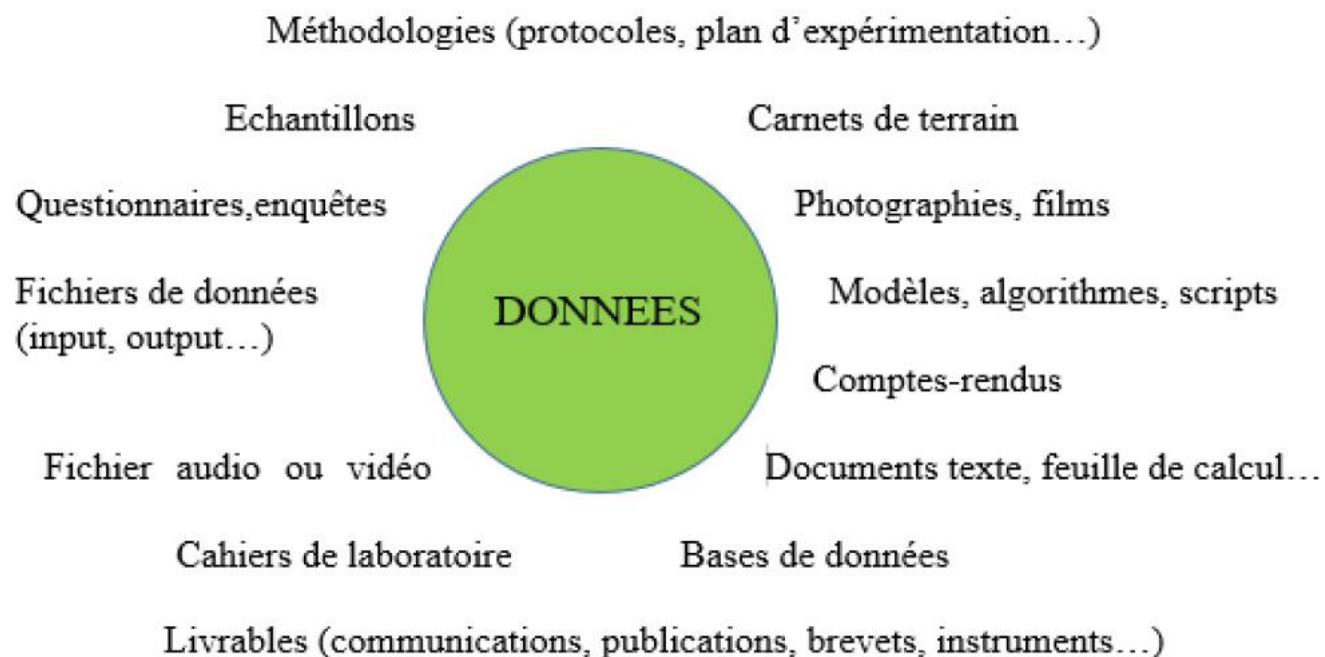 Méthodologies (protocoles, plan d’expérimentation…)
Echantillons
Carnets de terrain
Questionnaires,enquêtes
Photographies, films
Fichiers de données
(input, output…)
DONNEES
Modèles, algorithmes, scripts
Comptes-rendus
Fichier audio ou vidéo
Documents texte, feuille de calcul…
Cahiers de laboratoire
Bases de données
Livrables (communications, publications, brevets, instruments…)